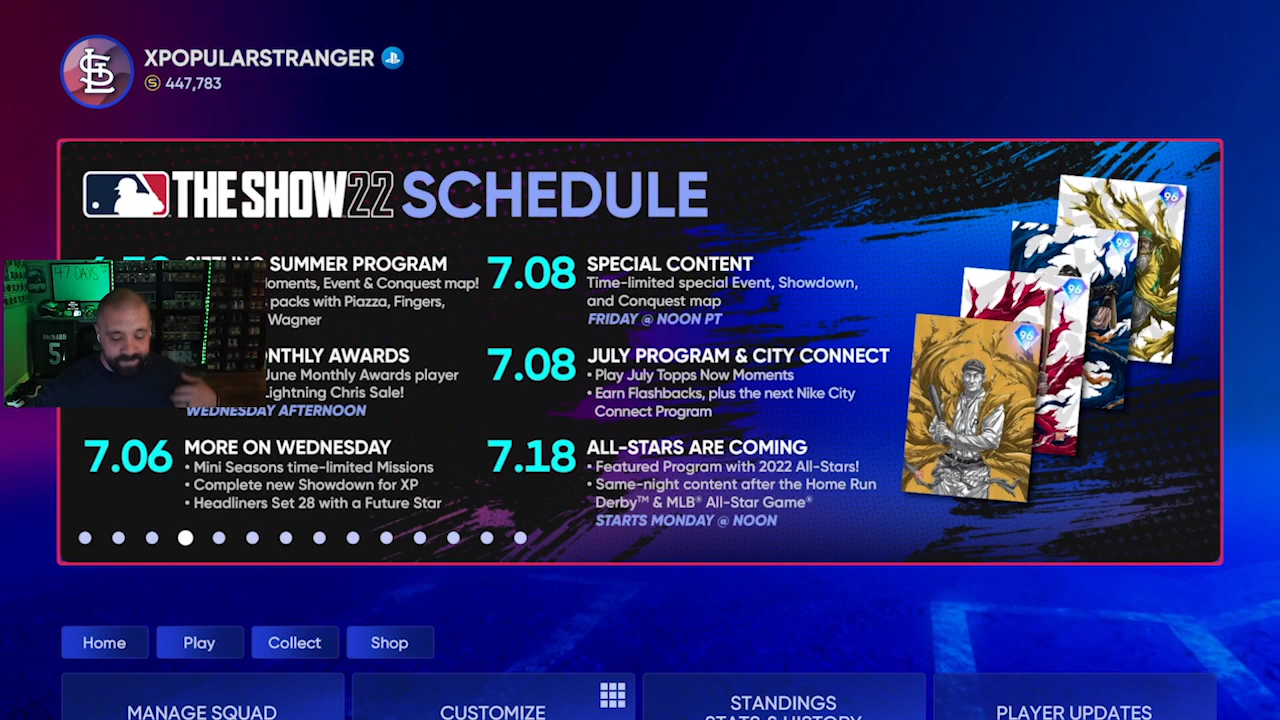 XPOPULARSTRANGER
447,783
THE SHOW 22 SCHEDULE
SUMMER PROGRAM
oments, Event & Conquest map!
packs with Piazza, Fingers,
Wagner
NTHLY AWARDS
June Monthly Awards player
Lightning Chris Sale!
WEDNESDAY AFTERNOON
7.06 MORE ON WEDNESDAY
• Mini Seasons time-limited Missions
• Complete new Showdown for XP
• Headliners Set 28 with a Future Star
7.08 SPECIAL CONTENT
Time-limited special Event, Showdown,
and Conquest map
FRIDAY @ NOON PT
7.08 JULY PROGRAM & CITY CONNECT
• Play July Topps Now Moments
• Earn Flashbacks, plus the next Nike City
Connect Program
7.18 ALL-STARS ARE COMING
• Featured Program with 2022 All-Stars!
• Same-night content after the Home Run
Derby™ & MLB® All-Star Game®
STARTS MONDAY @ NOON
96
96
96
96
47 DAYS
5
Home
Play
Collect
Shop
MANAGE SQUAD
CUSTOMIZE
STANDINGS
STATS & HISTORY
PLAYER UPDATES